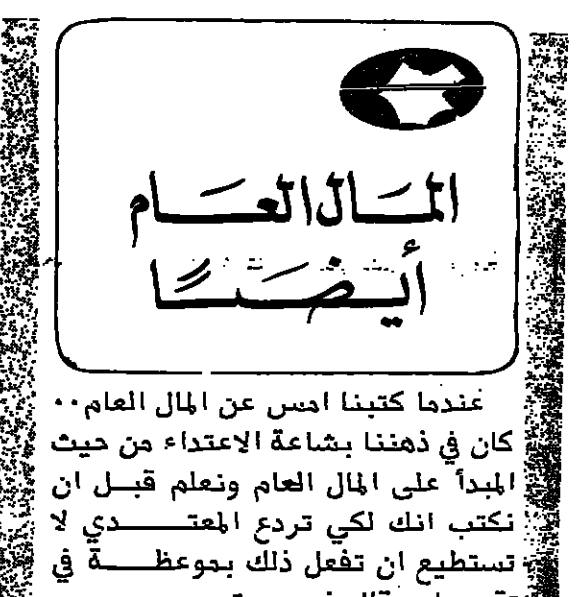 المال العام
أيضًا
عندما كتبنا امس عن المال العام..
كان في ذهننا بشاعة الاعتداء من حيث
المبدأ على المال العام ونعلم قبل ان
نكتب انك لكي تردع المعتدي لا
تستطيع ان تفعل ذلك بموعظة في